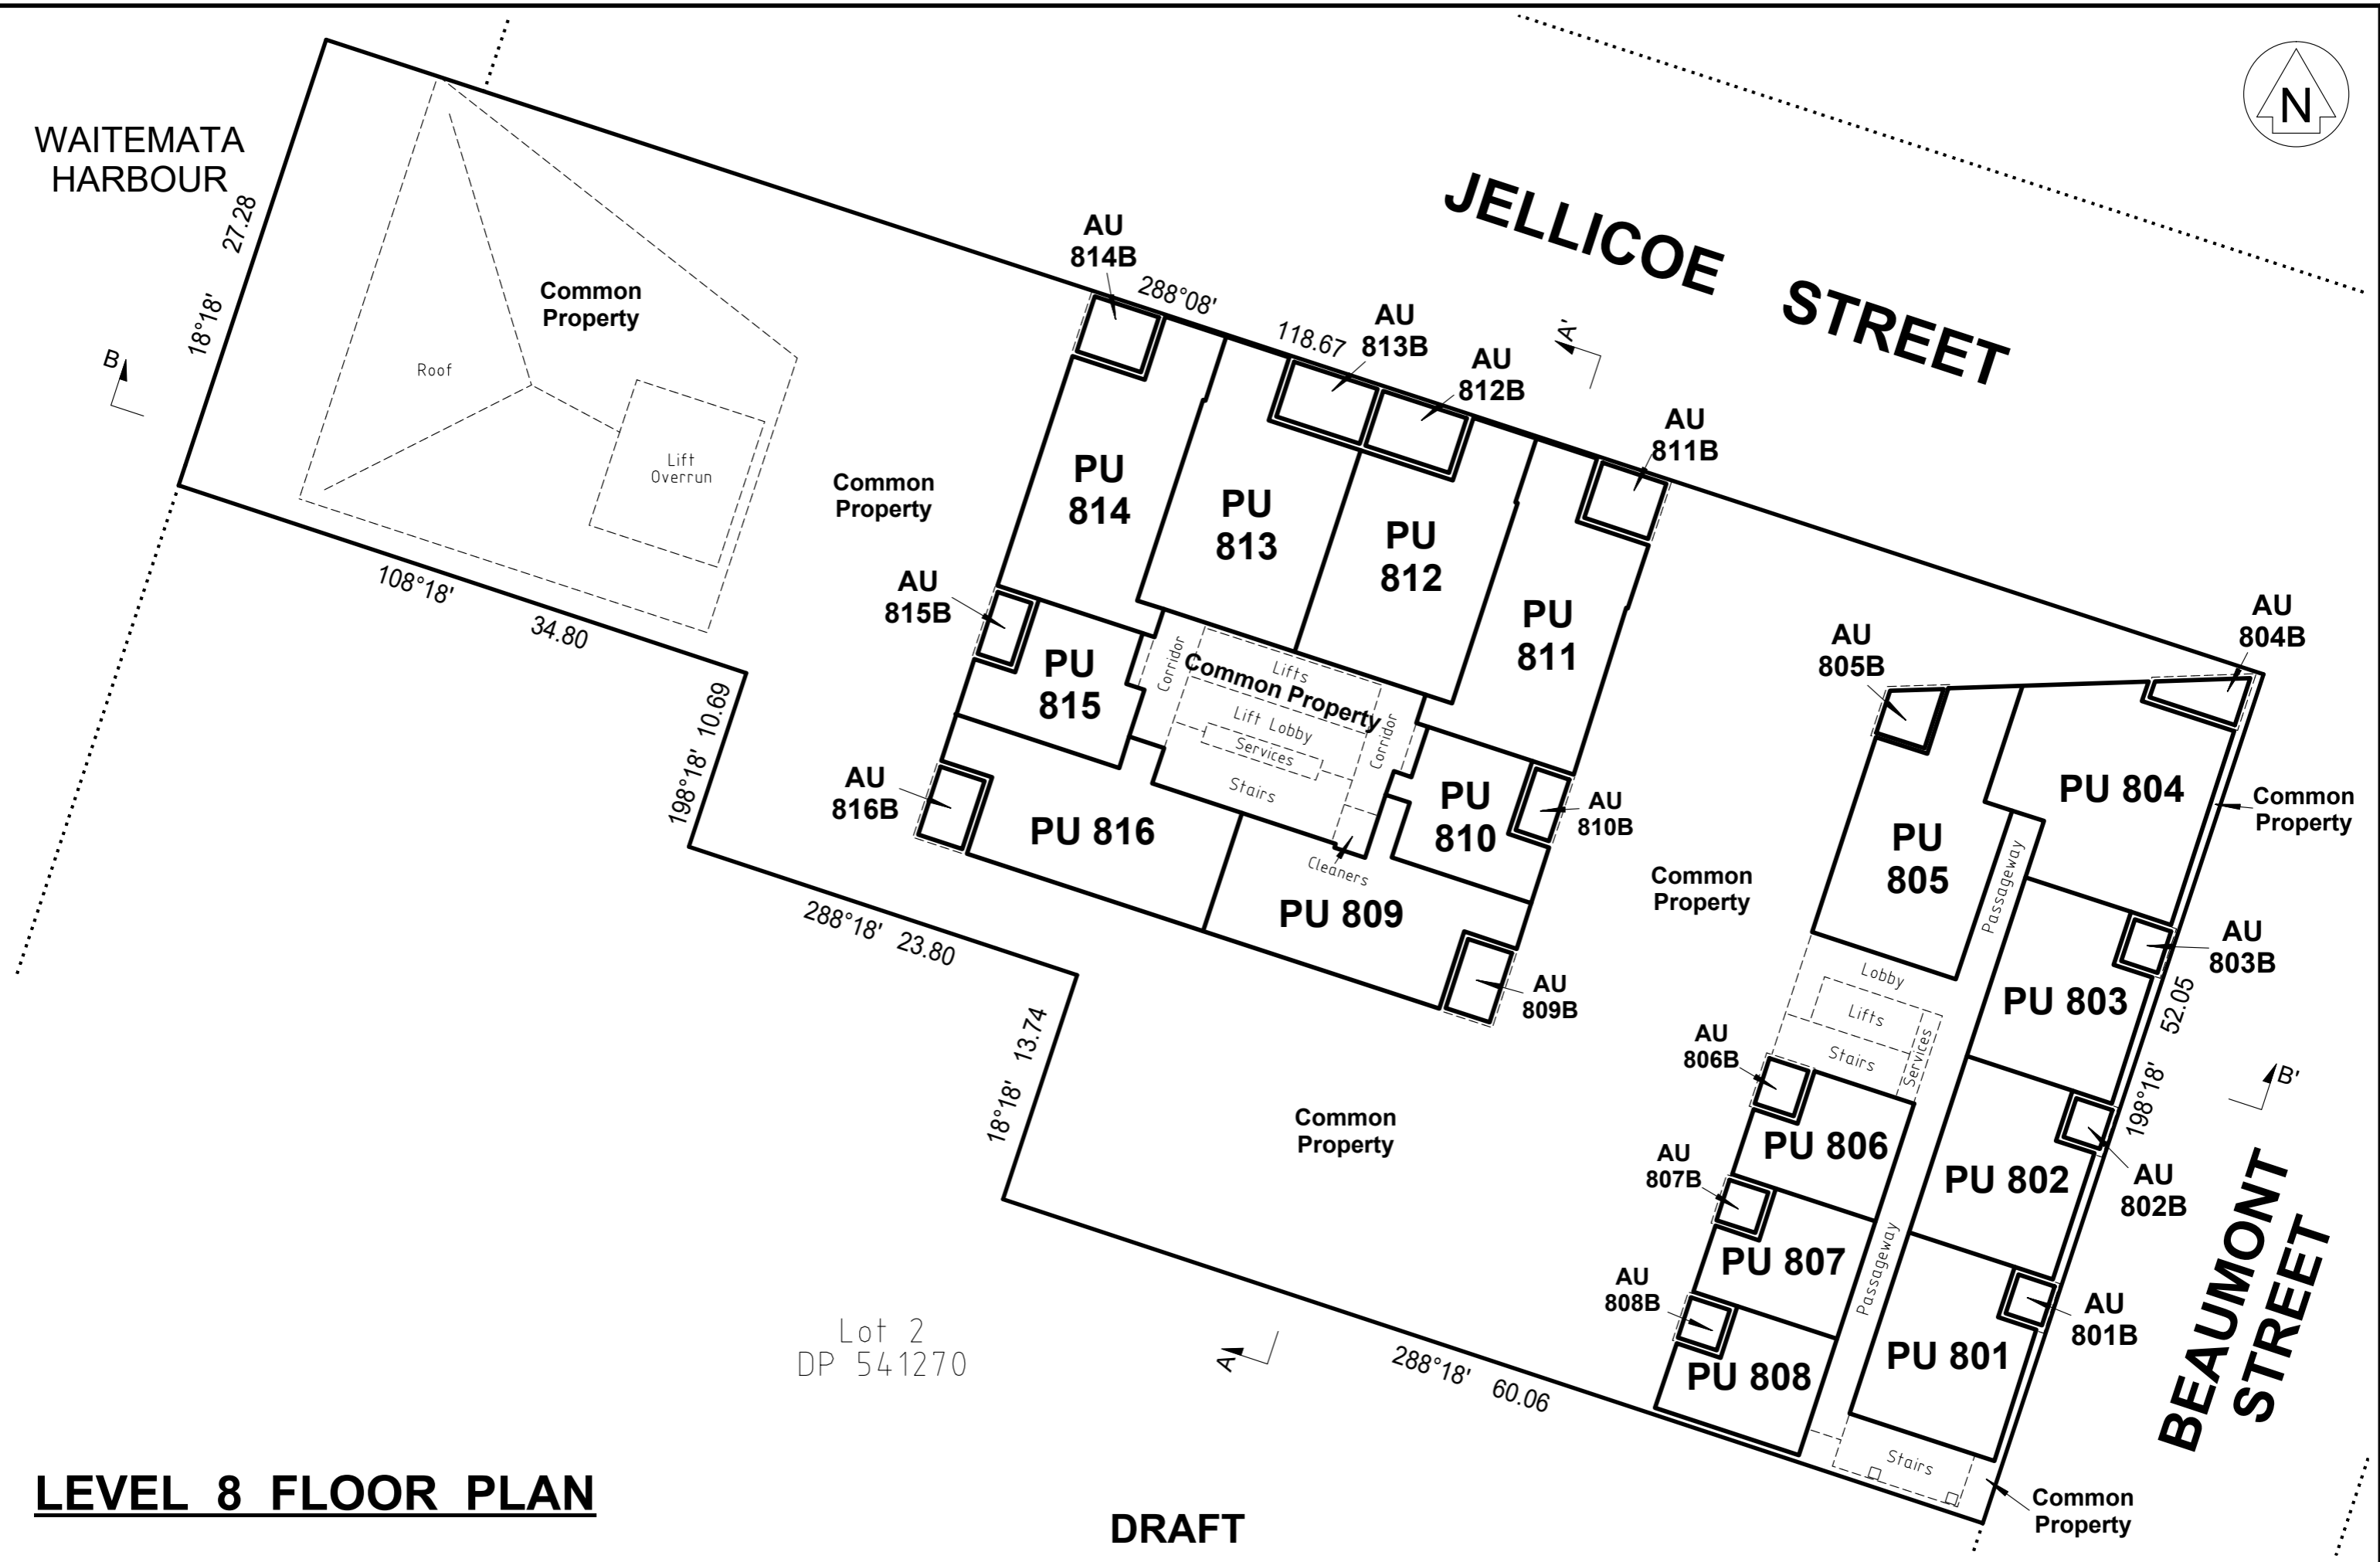 WAITEMATA
HARBOUR
N
JELLICOE STREET
27.28
18°18'
B
Common
Property
Roof
Lift
Overrun
108°18'
34.80
198°18' 10.69
288°18' 23.80
18°18' 13.74
Common
Property
AU
814B
288°08'
118.67
AU
813B
AU
812B
A'
AU
811B
PU
814
PU
813
PU
812
PU
811
AU
815B
PU
815
Corridor
Lifts
Common Property
Lift Lobby
Services
Stairs
Corridor
AU
816B
PU 816
PU
810
AU
810B
Cleaners
PU 809
AU
809B
Common
Property
AU
805B
AU
804B
PU 804
Common
Property
PU
805
Passageway
AU
803B
PU 803
52.05
198°18'
Lobby
Lifts
Stairs
Services
AU
806B
PU 806
B'
PU 802
AU
802B
AU
807B
PU 807
Passageway
AU
808B
PU 808
AU
801B
PU 801
Stairs
BEAUMONT
STREET
Common
Property
Common
Property
288°18' 60.06
A
Lot 2
DP 541270
LEVEL 8 FLOOR PLAN
DRAFT